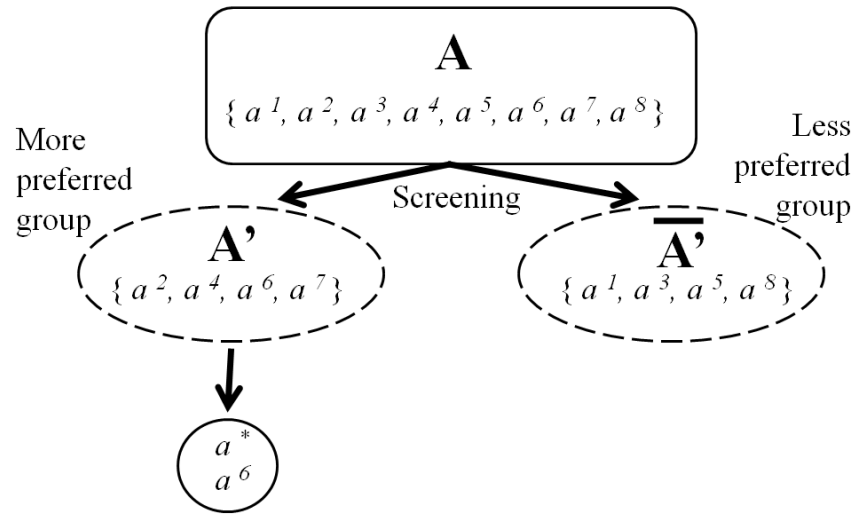 A
{ a ¹, a ², a ³, a ⁴, a ⁵, a ⁶, a ⁷, a ⁸ }
More
preferred
group
Screening
Less
preferred
group
A’
{ a ², a ⁴, a ⁶, a ⁷ }
A̅’̅
{ a ¹, a ³, a ⁵, a ⁸ }
a *
a ⁶